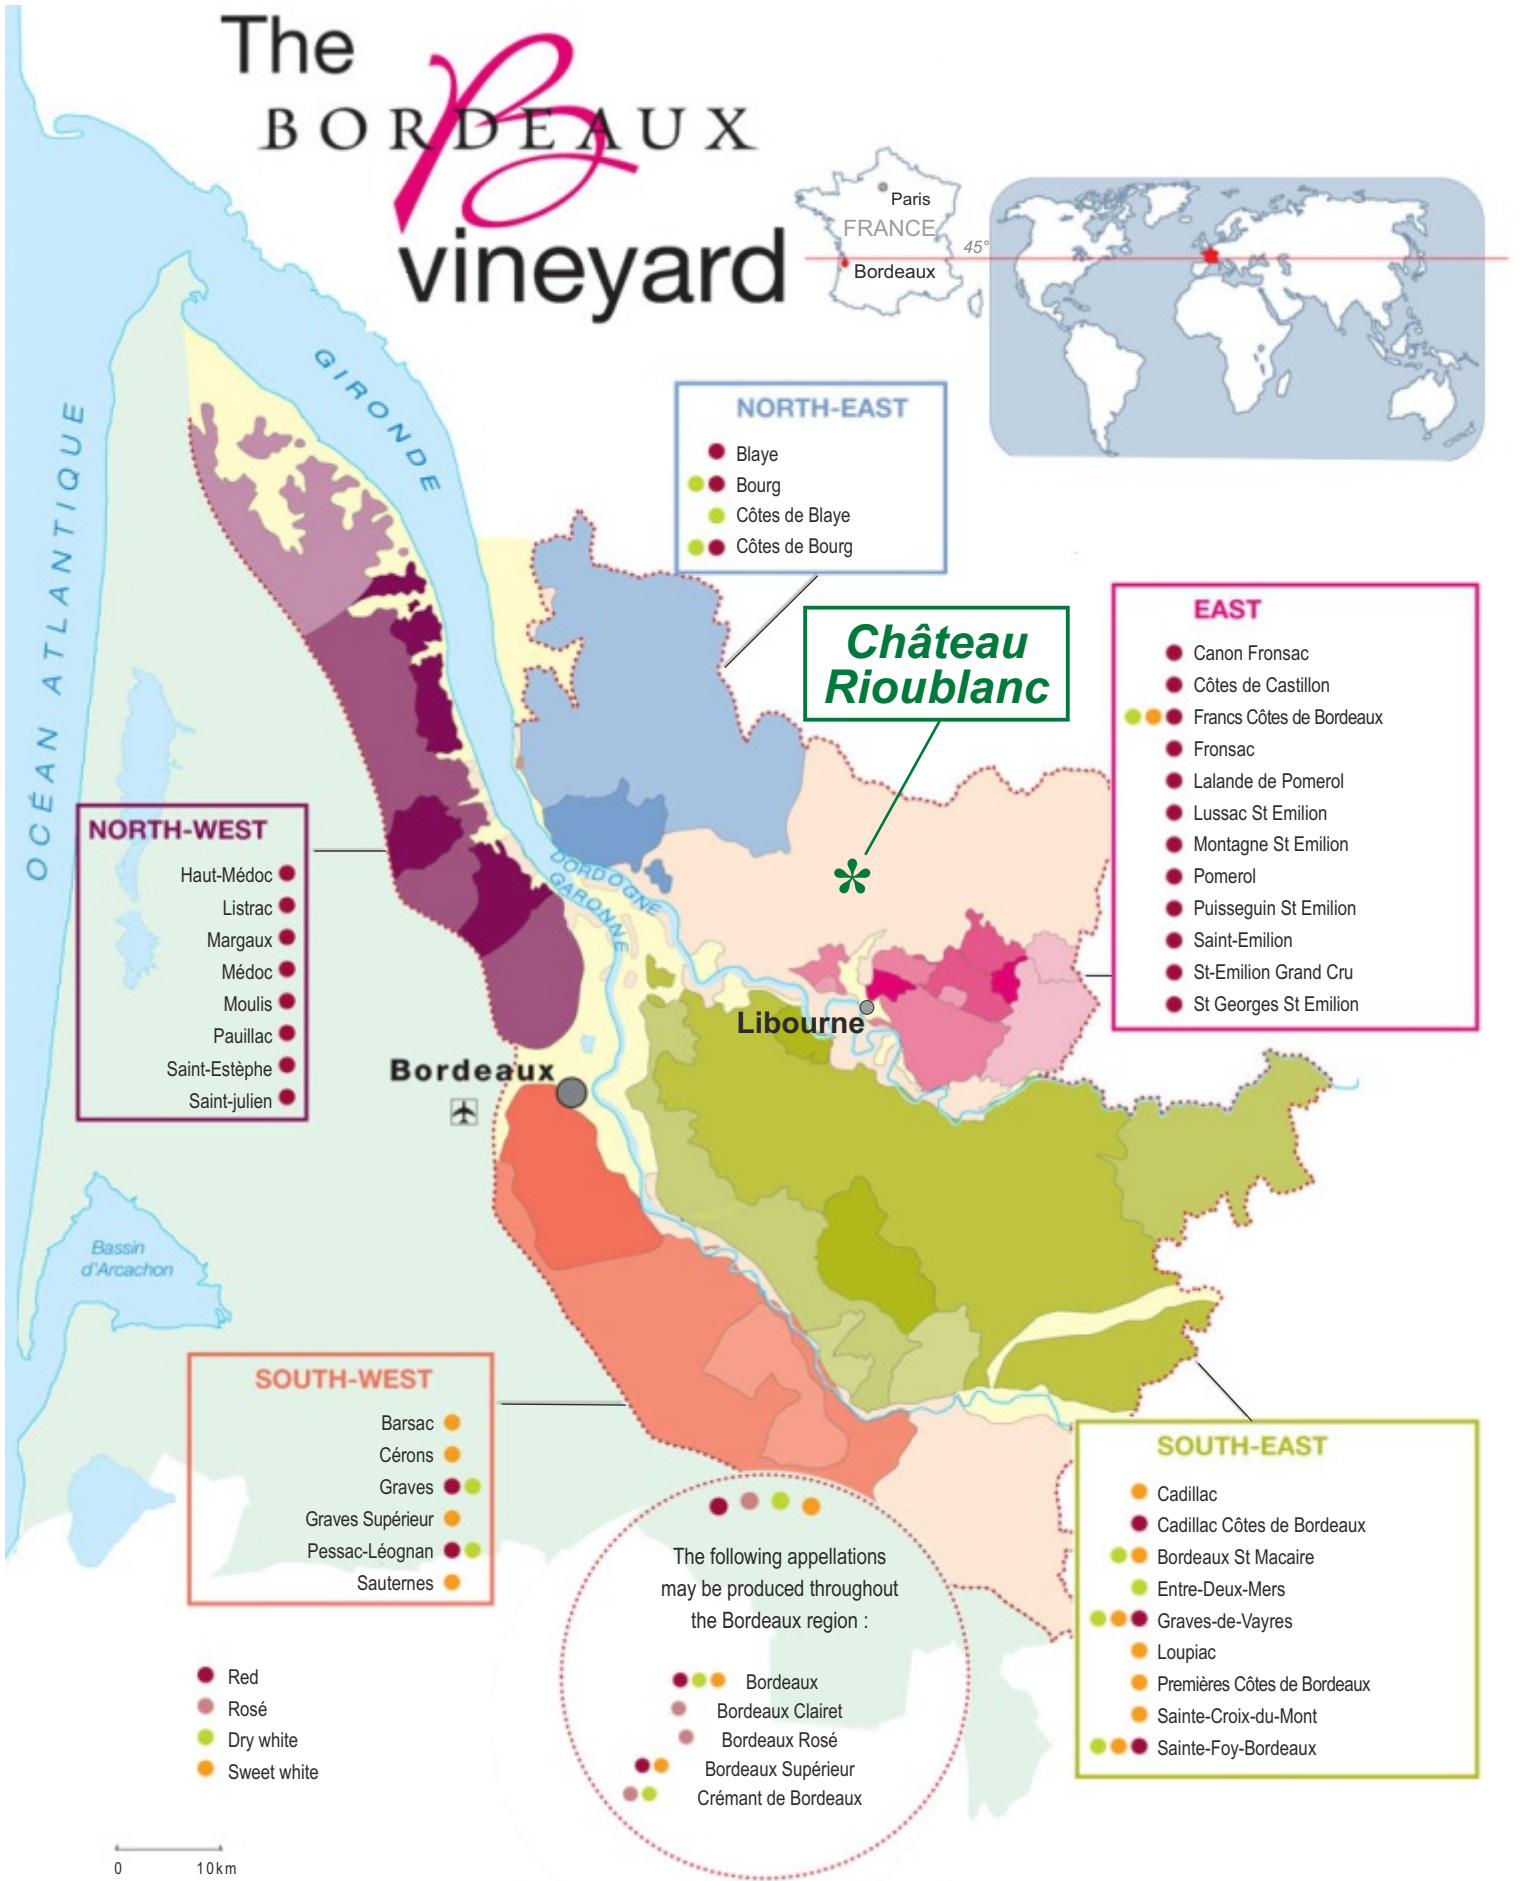 The
BORDEAUX
vineyard
Paris
FRANCE
45°
Bordeaux
GIRONDE
OCÉAN ATLANTIQUE
NORTH-EAST
Blaye
Bourg
Côtes de Blaye
Côtes de Bourg
Château
Rioublanc
EAST
Canon Fronsac
Côtes de Castillon
Francs Côtes de Bordeaux
Fronsac
Lalande de Pomerol
Lussac St Emilion
Montagne St Emilion
Pomerol
Puisseguin St Emilion
Saint-Emilion
St-Emilion Grand Cru
St Georges St Emilion
NORTH-WEST
Haut-Médoc
Listrac
Margaux
Médoc
Moulis
Pauillac
Saint-Estèphe
Saint-julien
DORDOGNE
GARONNE
Libourne
Bordeaux
Bassin
d'Arcachon
SOUTH-WEST
Barsac
Cérons
Graves
Graves Supérieur
Pessac-Léognan
Sauternes
SOUTH-EAST
Cadillac
Cadillac Côtes de Bordeaux
Bordeaux St Macaire
Entre-Deux-Mers
Graves-de-Vayres
Loupiac
Premières Côtes de Bordeaux
Sainte-Croix-du-Mont
Sainte-Foy-Bordeaux
The following appellations
may be produced throughout
the Bordeaux region :
Bordeaux
Bordeaux Clairet
Bordeaux Rosé
Bordeaux Supérieur
Crémant de Bordeaux
Red
Rosé
Dry white
Sweet white
0 10km